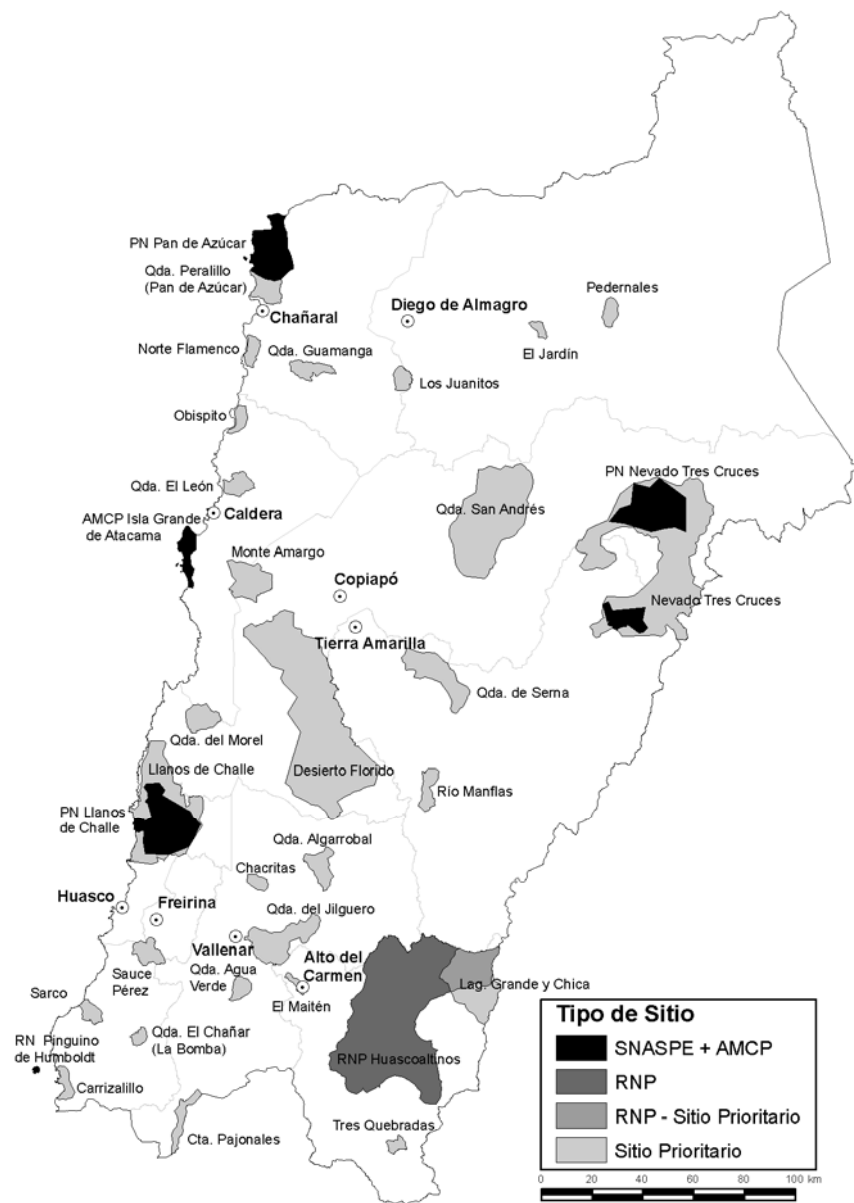 PN Pan de Azúcar
Qda. Peralillo
(Pan de Azúcar)
Chañaral
Diego de Almagro
Pedernales
El Jardín
Norte Flamenco
Qda. Guamanga
Los Juanitos
Obispito
Qda. El León
PN Nevado Tres Cruces
Qda. San Andrés
AMCP Isla Grande
de Atacama
Caldera
Monte Amargo
Copiapó
Nevado Tres Cruces
Tierra Amarilla
Qda. de Serna
Qda. del Morel
Llanos de Challe
Desierto Florido
Río Manflas
PN Llanos
de Challe
Qda. Algarrobal
Chacritas
Huasco
Freirina
Qda. del Jilguero
Vallenar
Alto del
Carmen
Sauce
Pérez
Qda. Agua
Verde
El Maitén
Lag. Grande y Chica
Sarco
RN Pinguino
de Humboldt
Qda. El Chañar
(La Bomba)
RNP Huascoaltinos
Carrizalillo
Cta. Pajonales
Tres Quebradas
Tipo de Sitio
SNASPE + AMCP
RNP
RNP - Sitio Prioritario
Sitio Prioritario
0 20 40 60 80 100 km